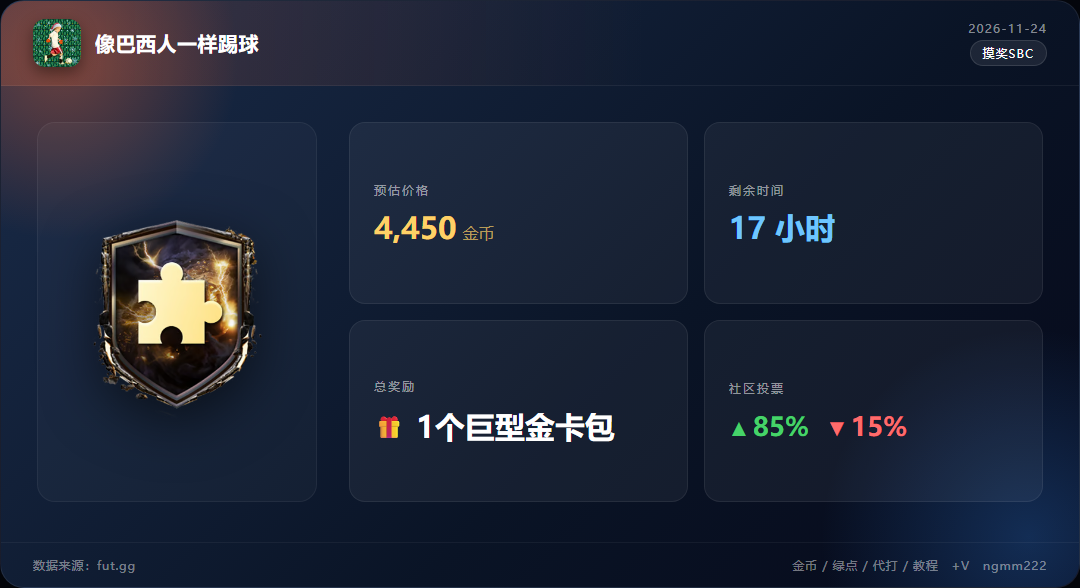 像巴西人一样踢球
2026-11-24
摸奖SBC
预估价格
4,450 金币
剩余时间
17 小时
总奖励
1个巨型金卡包
社区投票
▲85% ▼15%
数据来源：fut.gg
金币 / 绿点 / 代打 / 教程 +V ngmm222